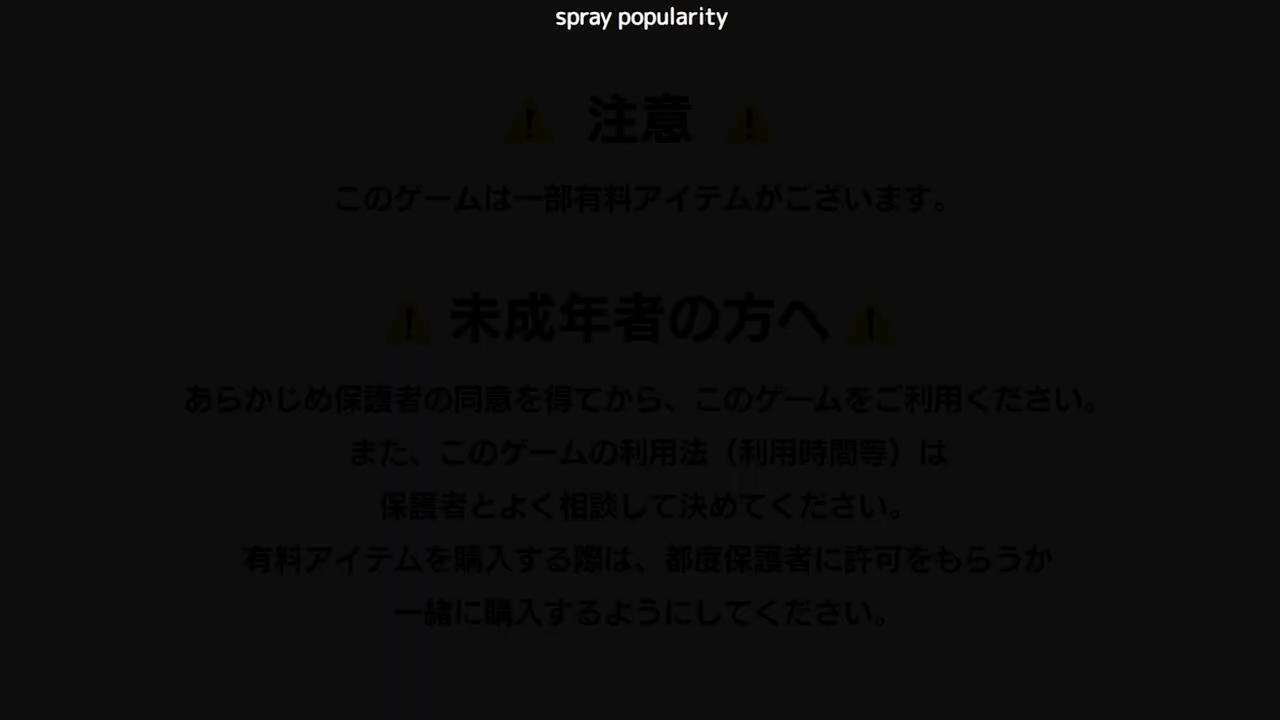 spray popularity
⚠ 注意 ⚠
このゲームは一部有料アイテムがございます。
⚠ 未成年者の方へ ⚠
あらかじめ保護者の同意を得てから、このゲームをご利用ください。
また、このゲームの利用法（利用時間等）は
保護者とよく相談して決めてください。
有料アイテムを購入する際は、都度保護者に許可をもらうか
一緒に購入するようにしてください。